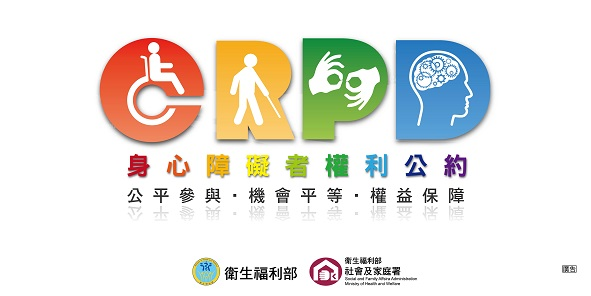 CRPD
身心障礙者權利公約
公平參與‧機會平等‧權益保障
衛生福利部
衛生福利部
社會及家庭署
Social and Family Affairs Administration
Ministry of Health and Welfare
廣告